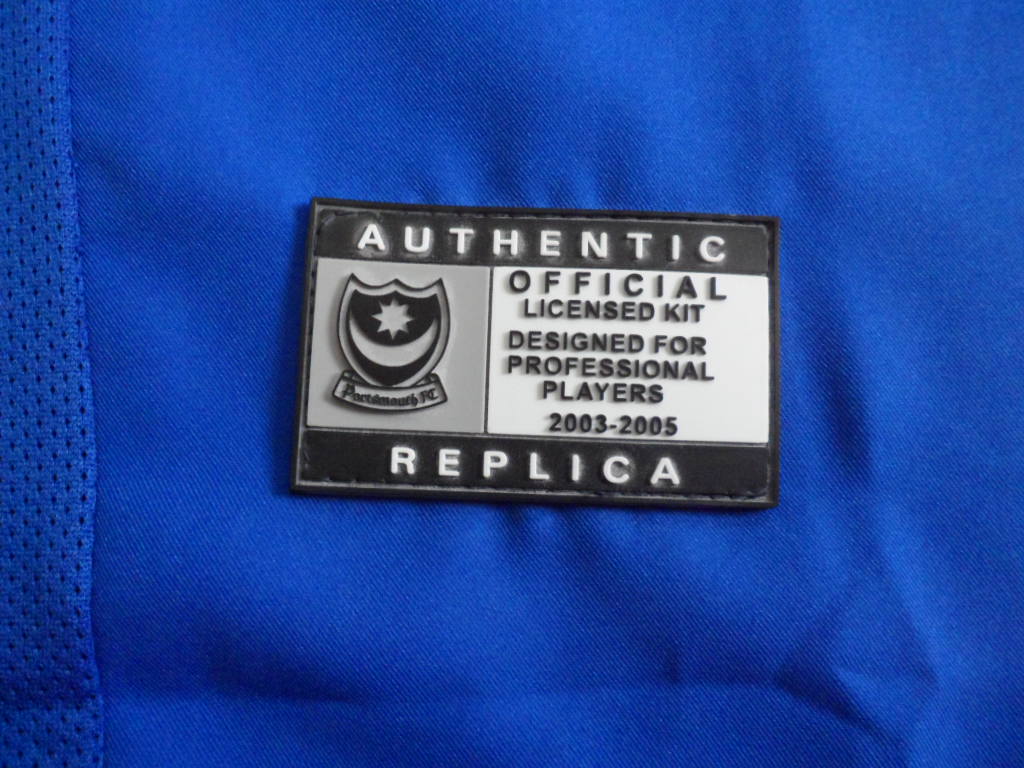 AUTHENTIC
OFFICIAL
LICENSED KIT
DESIGNED FOR
PROFESSIONAL
PLAYERS
2003-2005
Portsmouth FC
REPLICA